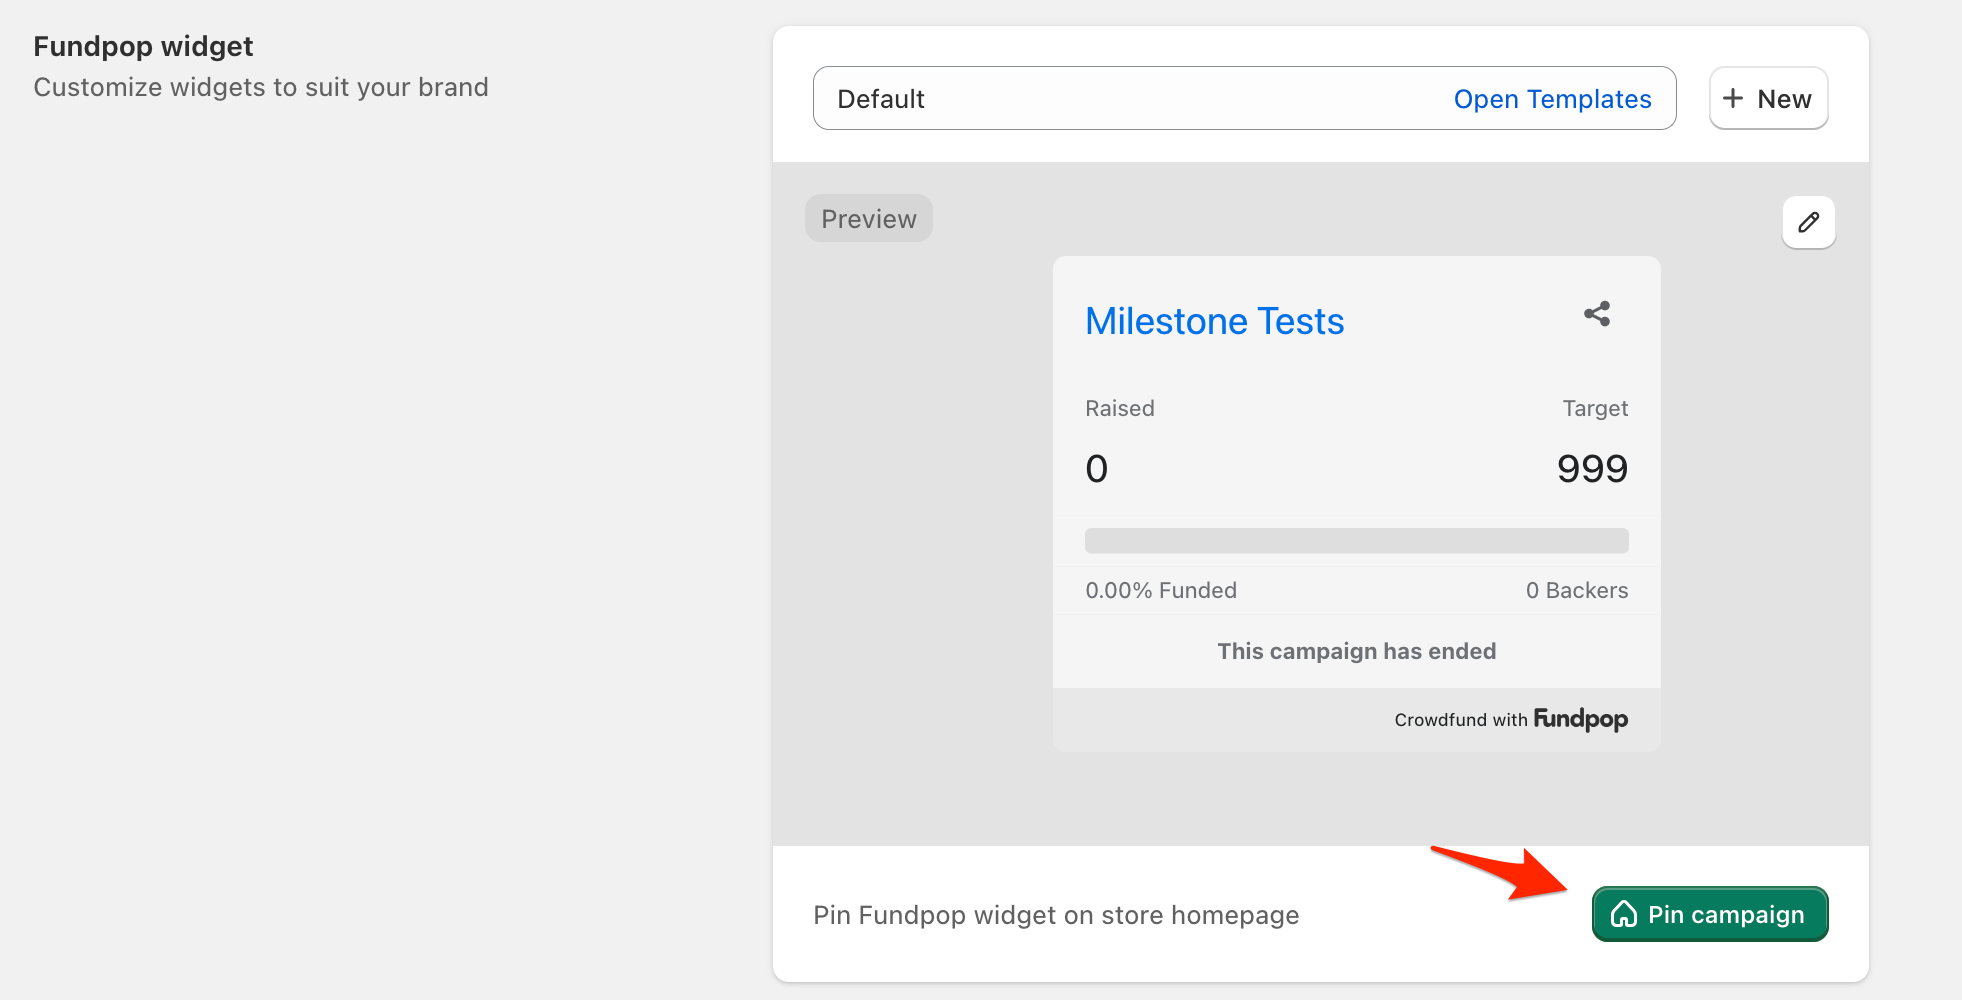 Fundpop widget
Customize widgets to suit your brand
Default
Open Templates
New
Preview
Milestone Tests
Raised
Target
0
999
0.00% Funded
0 Backers
This campaign has ended
Crowdfund with Fundpop
Pin Fundpop widget on store homepage
Pin campaign